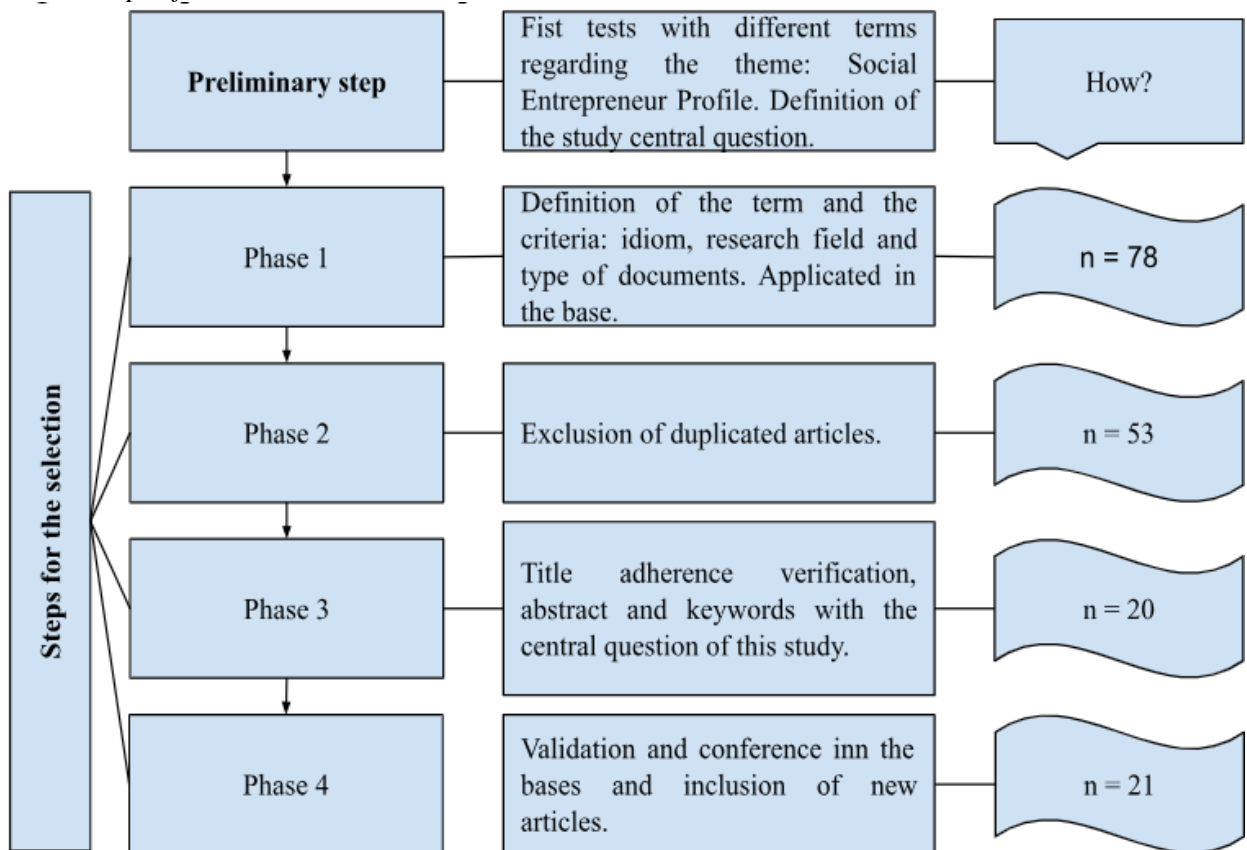 Preliminary step
Fist tests with different terms
regarding the theme: Social
Entrepreneur Profile. Definition of
the study central question.
How?
Steps for the selection
Phase 1
Definition of the term and the
criteria: idiom, research field and
type of documents. Applicated in
the base.
n = 78
Phase 2
Exclusion of duplicated articles.
n = 53
Phase 3
Title adherence verification,
abstract and keywords with the
central question of this study.
n = 20
Phase 4
Validation and conference inn the
bases and inclusion of new
articles.
n = 21